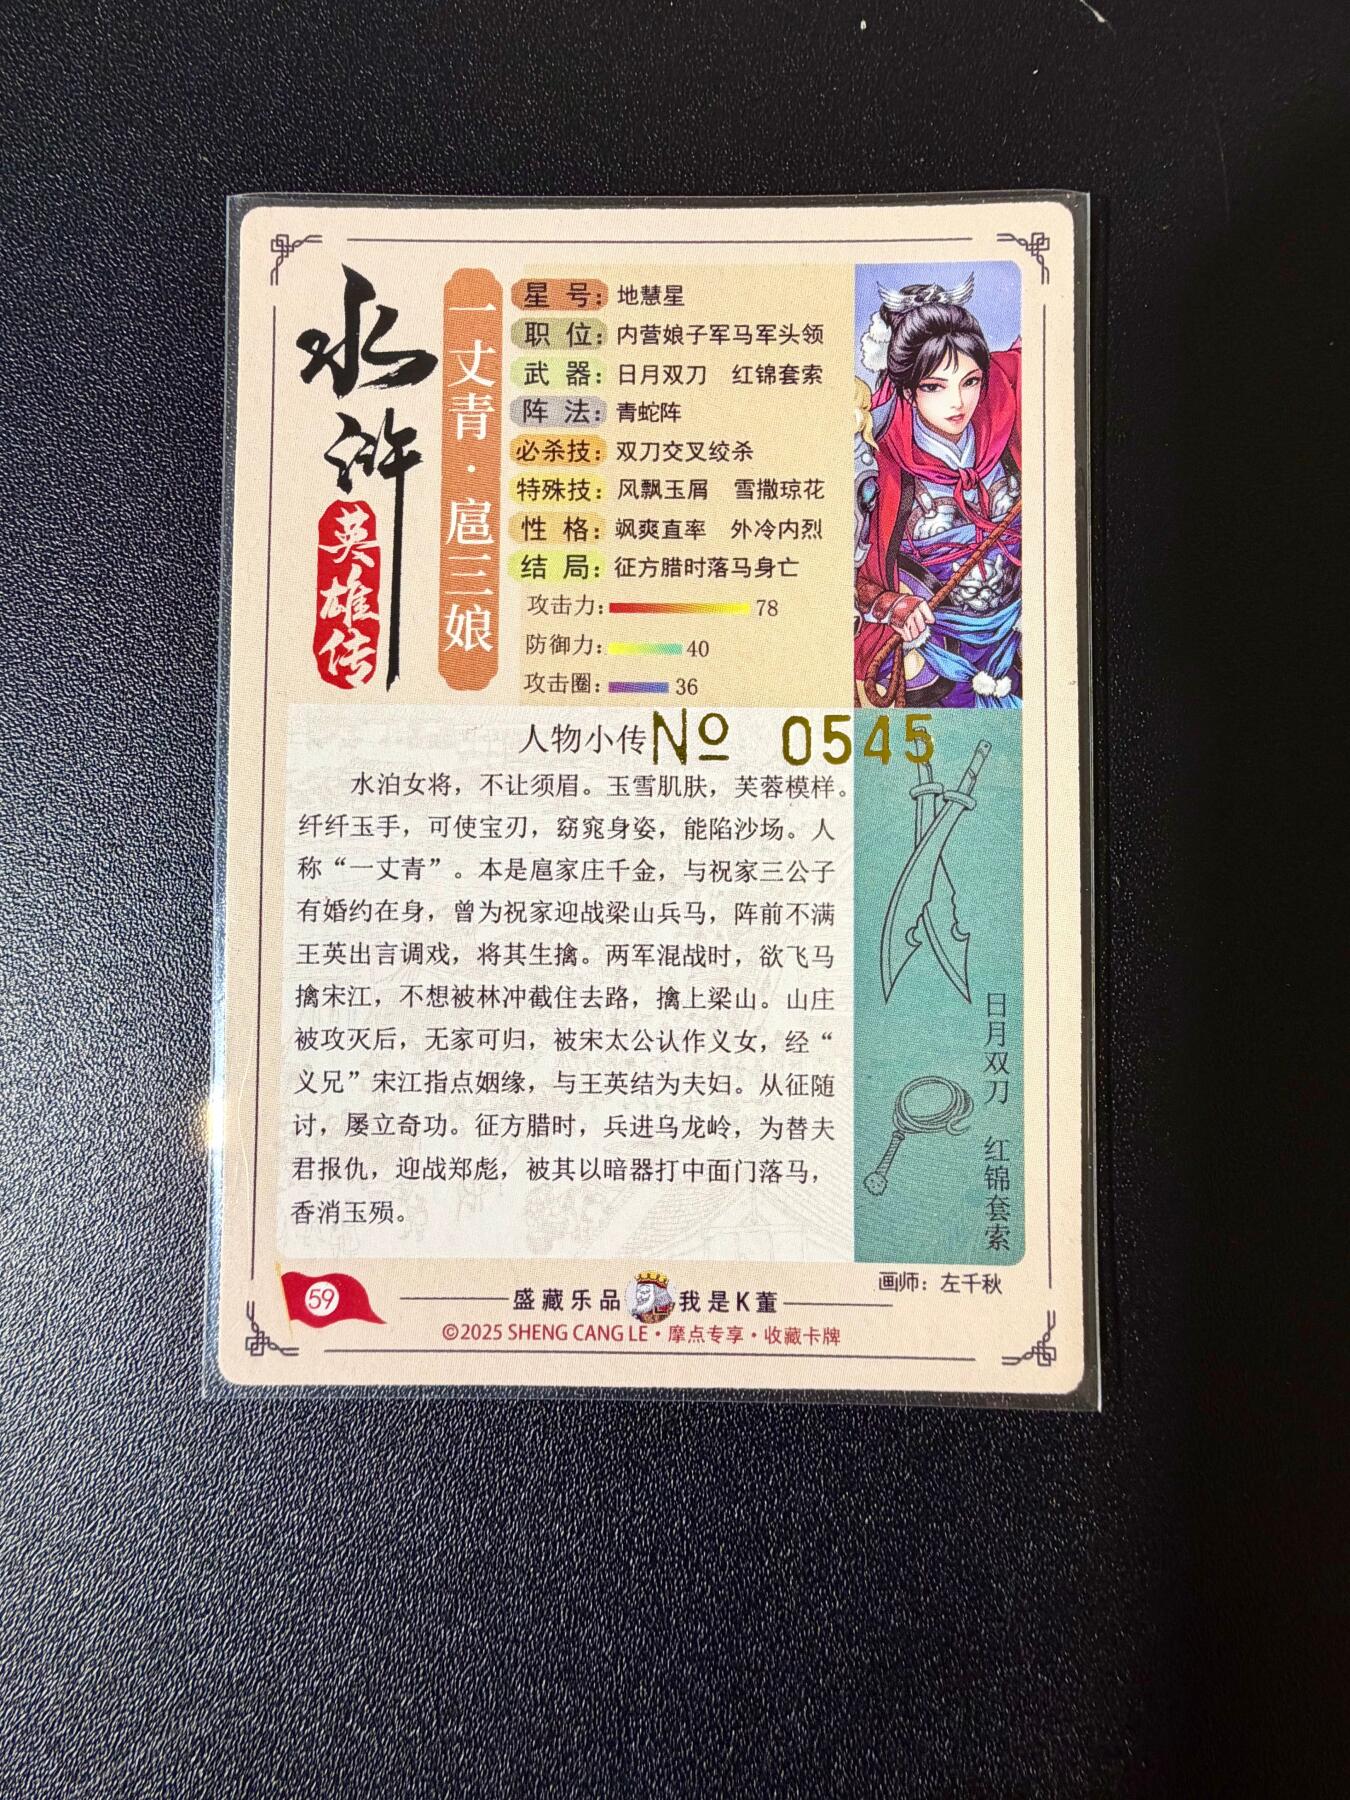 水浒
英雄传
一丈青·扈三娘
星号：地慧星
职位：内营娘子军马军头领
武器：日月双刀 红锦套索
阵法：青蛇阵
必杀技：双刀交叉绞杀
特殊技：风飘玉屑 雪撒琼花
性格：飒爽直率 外冷内烈
结局：征方腊时落马身亡
攻击力：78
防御力：40
攻击圈：36
人物小传
№ 0545
水泊女将，不让须眉。玉雪肌肤，芙蓉模样。
纤纤玉手，可使宝刃，窈窕身姿，能陷沙场。人
称“一丈青”。本是扈家庄千金，与祝家三公子
有婚约在身，曾为祝家迎战梁山兵马，阵前不满
王英出言调戏，将其生擒。两军混战时，欲飞马
擒宋江，不想被林冲截住去路，擒上梁山。山庄
被攻灭后，无家可归，被宋太公认作义女，经“
义兄”宋江指点姻缘，与王英结为夫妇。从征随
讨，屡立奇功。征方腊时，兵进乌龙岭，为替夫
君报仇，迎战郑彪，被其以暗器打中面门落马，
香消玉殒。
日月双刀 红锦套索
画师：左千秋
59
盛藏乐品 我是K董
©2025 SHENG CANG LE·摩点专享·收藏卡牌